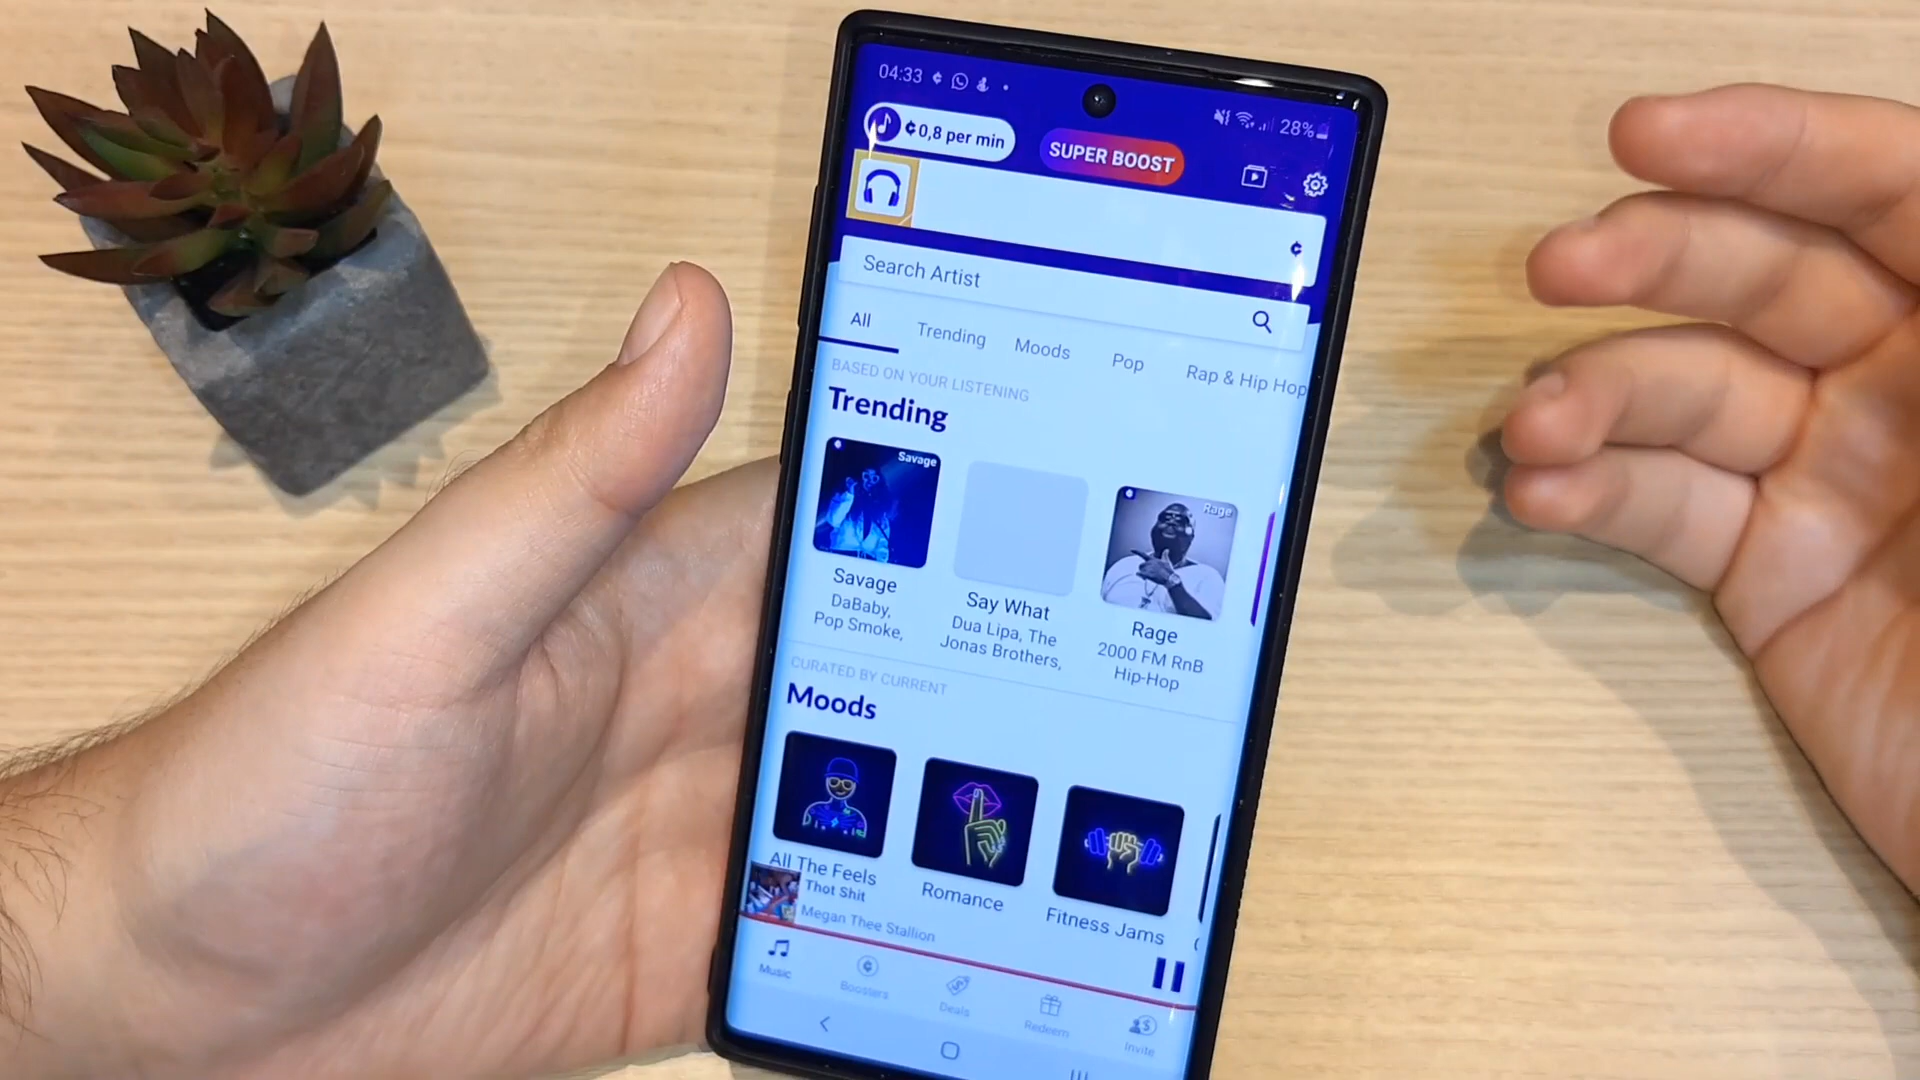 04:33
28%
¢0,8 per min
SUPER BOOST
Search Artist
All
Trending
Moods
Pop
Rap & Hip Hop
BASED ON YOUR LISTENING
Trending
Savage
Rage
Savage
DaBaby,
Pop Smoke,
Say What
Dua Lipa, The
Jonas Brothers,
Rage
2000 FM RnB
Hip-Hop
CURATED BY CURRENT
Moods
All The Feels
Romance
Fitness Jams
Thot Shit
Megan Thee Stallion
Music
Boosters
Deals
Redeem
Invite